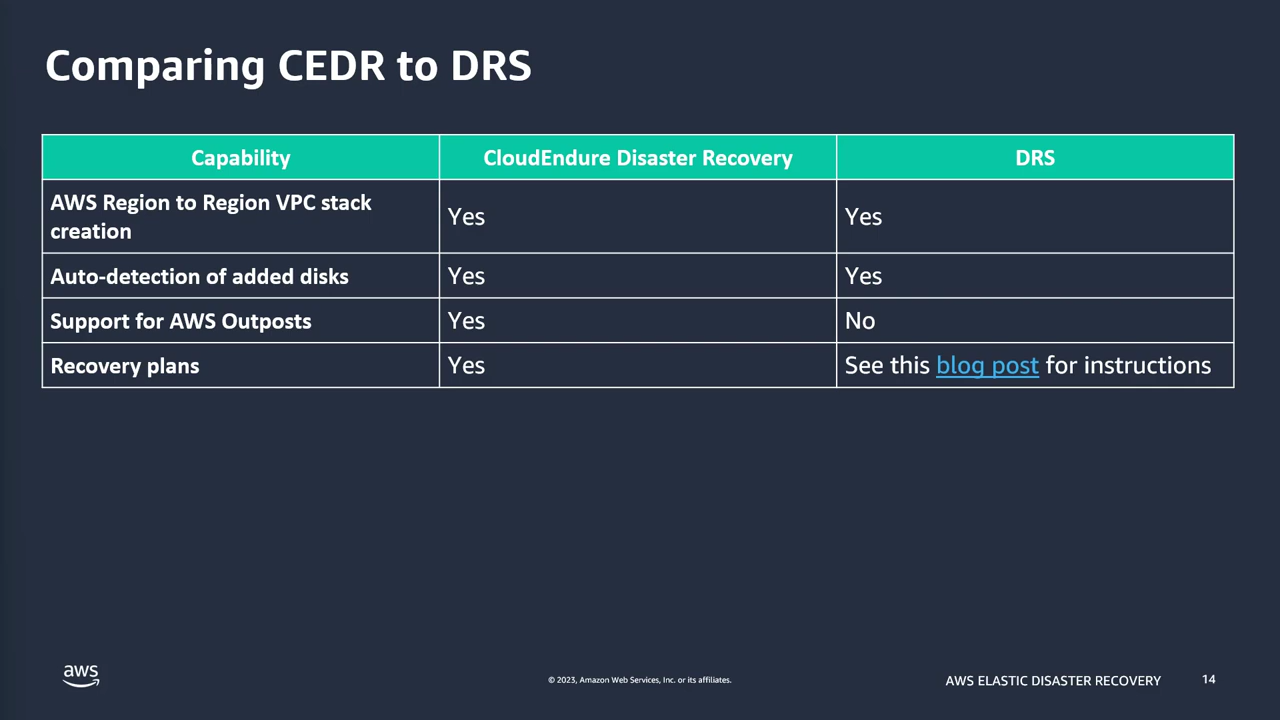 Comparing CEDR to DRS
Capability
CloudEndure Disaster Recovery
DRS
AWS Region to Region VPC stack
creation
Yes
Yes
Auto-detection of added disks
Yes
Yes
Support for AWS Outposts
Yes
No
Recovery plans
Yes
See this blog post for instructions
aws
© 2023, Amazon Web Services, Inc. or its affiliates.
AWS ELASTIC DISASTER RECOVERY
14